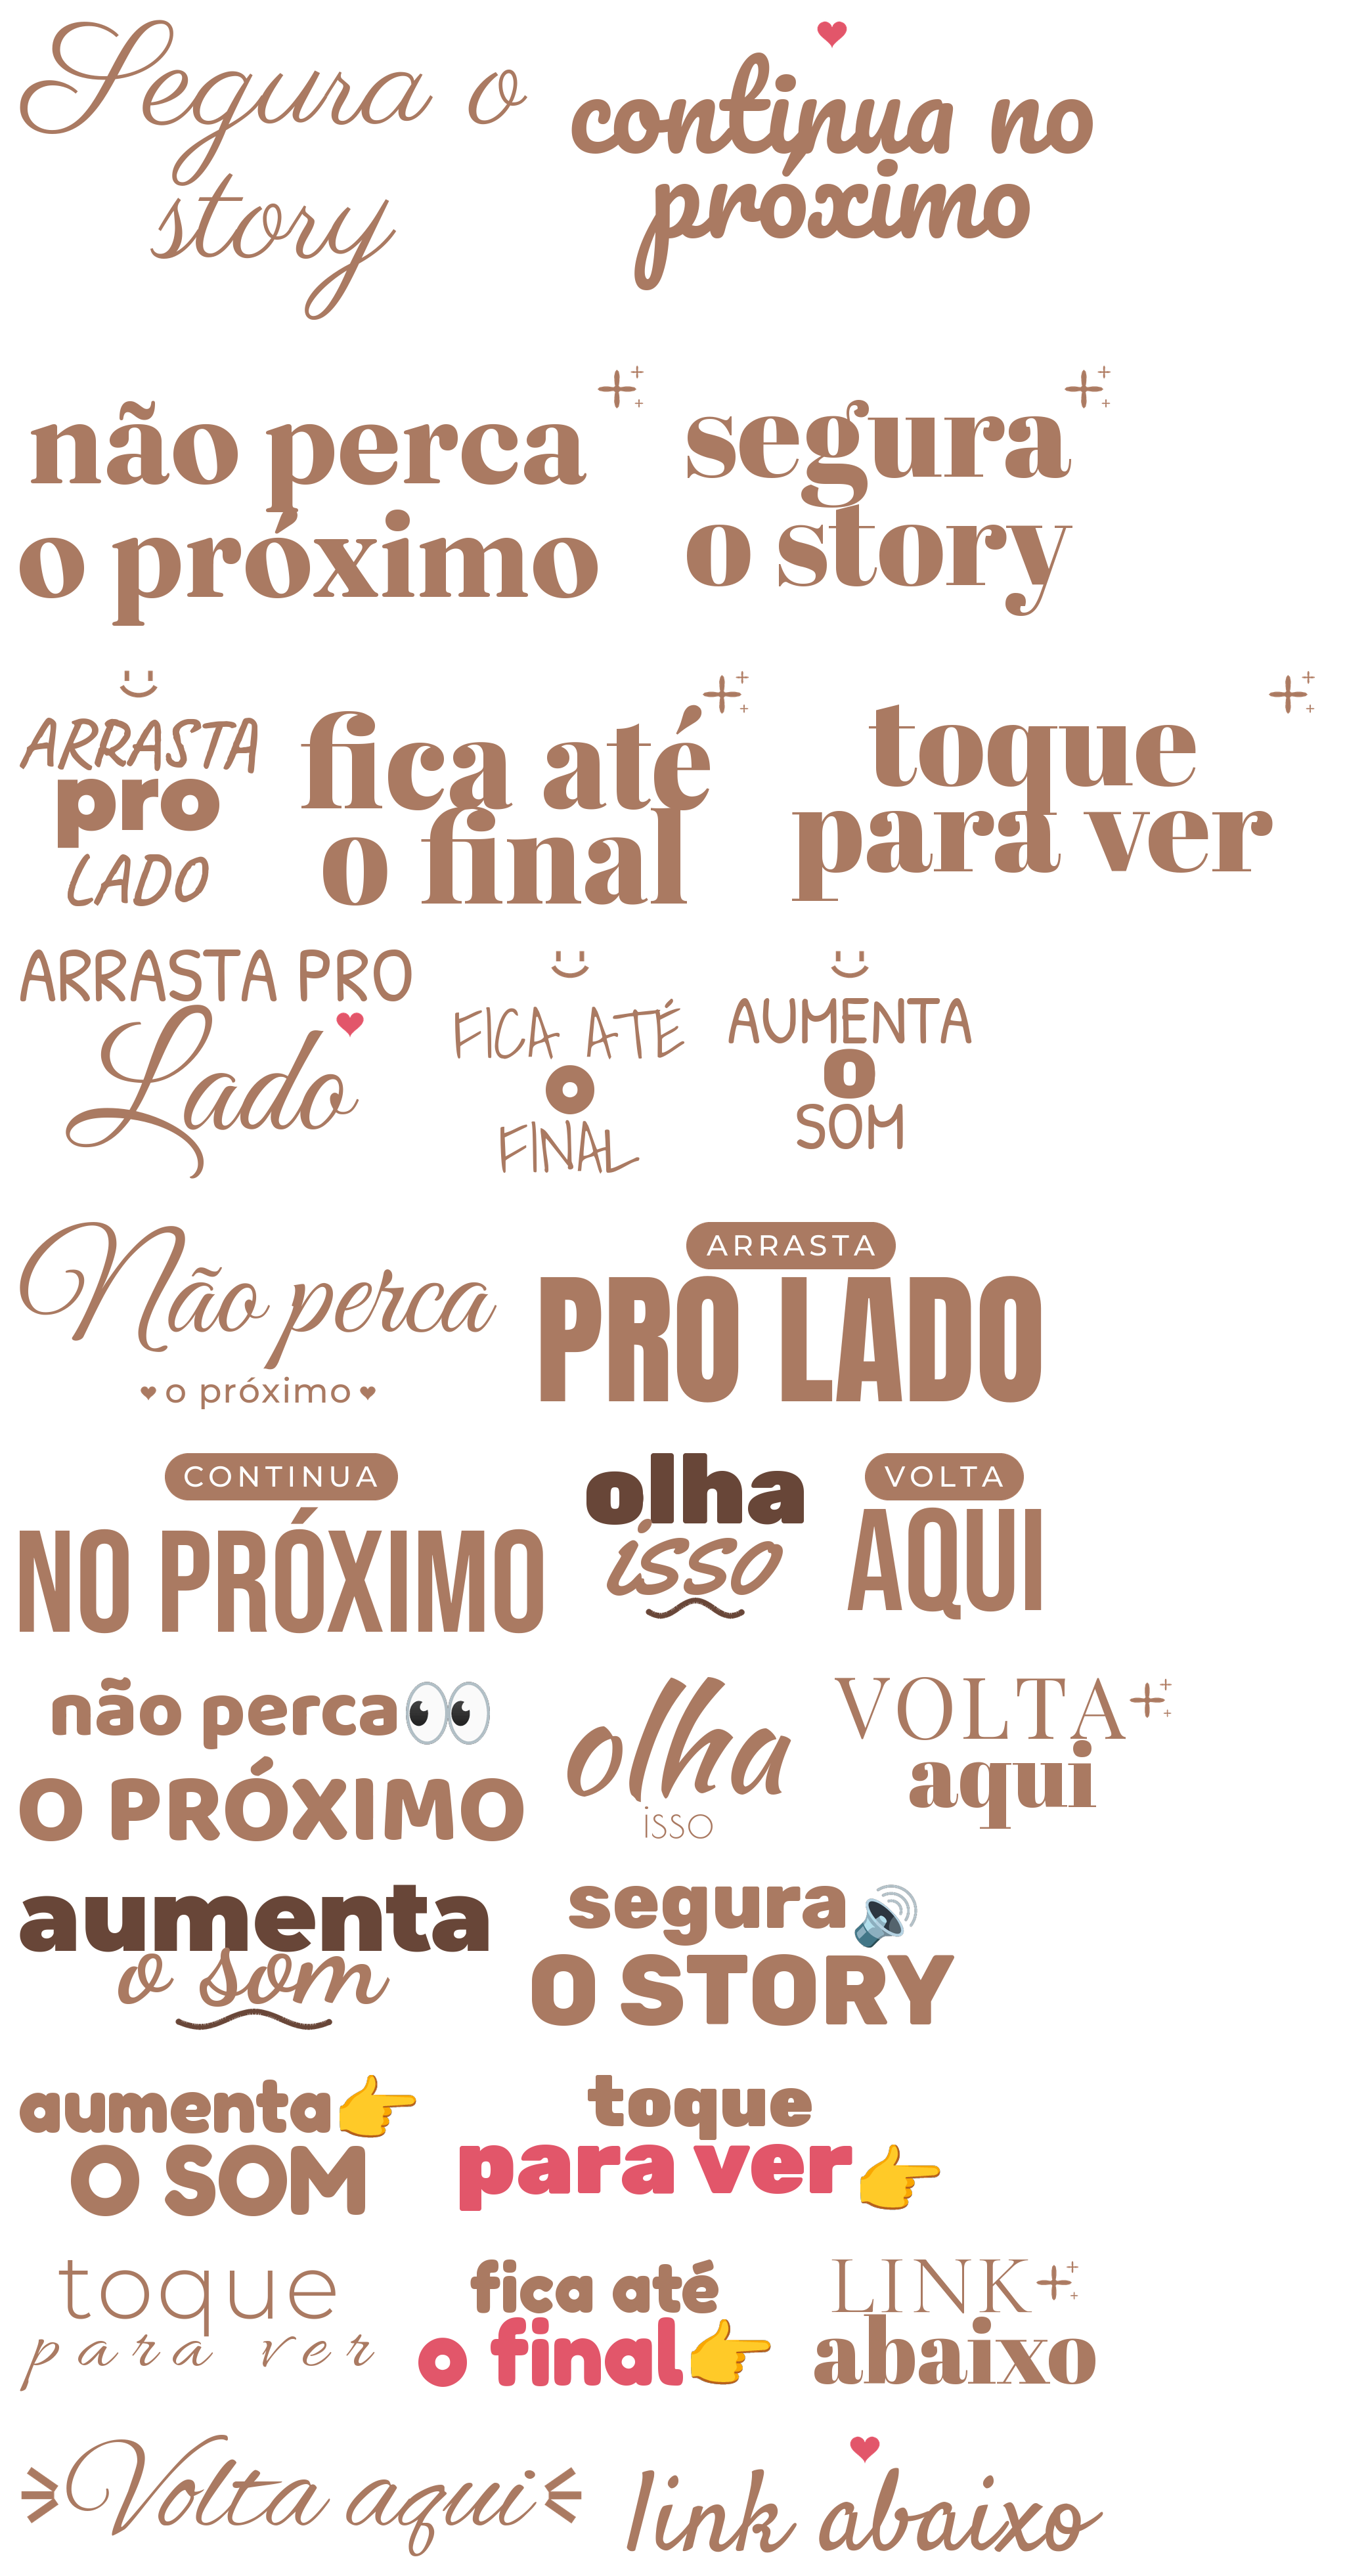 Segura o
story
continua no
próximo
não perca
o próximo
segura
o story
ARRASTA
pro
LADO
fica até
o final
toque
para ver
ARRASTA PRO
Lado
FICA ATÉ
O
FINAL
AUMENTA
O
SOM
Não perca
o próximo
ARRASTA
PRO LADO
CONTINUA
NO PRÓXIMO
olha
isso
VOLTA
AQUI
não perca
O PRÓXIMO
olha
isso
VOLTA
aqui
aumenta
o som
segura
O STORY
aumenta
O SOM
toque
para ver
toque
para ver
fica até
o final
LINK
abaixo
Volta aqui
link abaixo